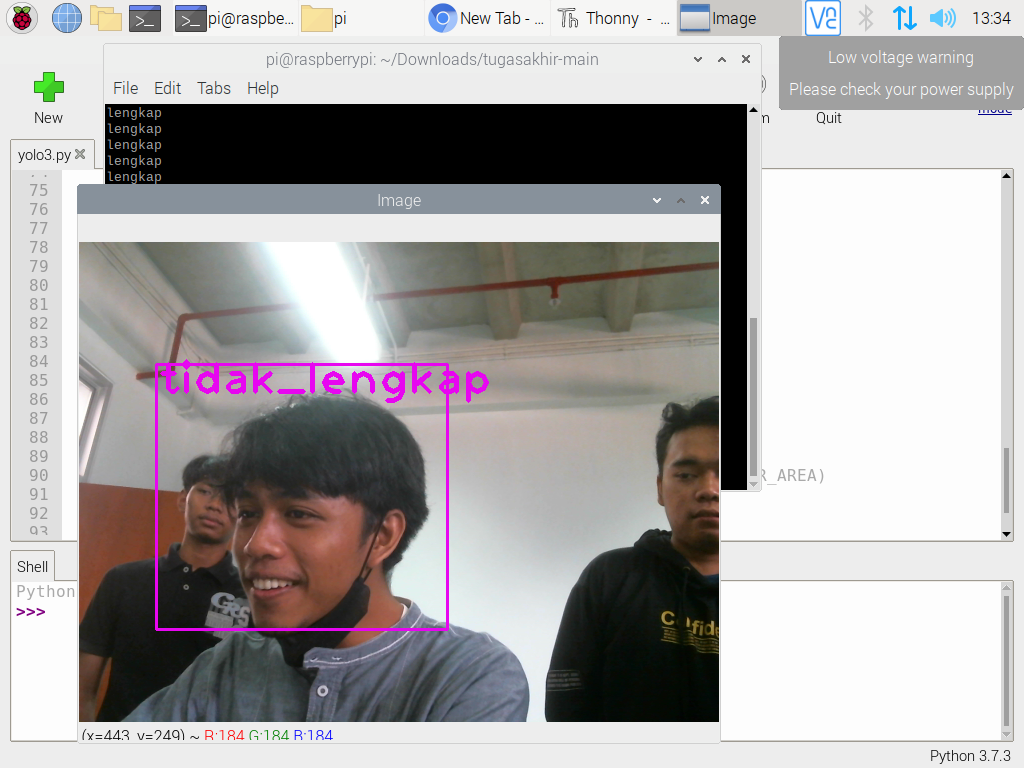 pi@raspbe...
pi
New Tab - ...
Thonny - ...
Image
13:34
Low voltage warning
Please check your power supply
pi@raspberrypi: ~/Downloads/tugasakhir-main
File Edit Tabs Help
New
Quit
mode
yolo3.py
lengkap
lengkap
lengkap
lengkap
lengkap
Image
75
76
77
78
79
80
81
82
83
84
85
86
87
88
89
90
91
92
93
R_AREA)
tidak_lengkap
Shell
Python
>>>
(x=443, y=249) ~ R:184 G:184 B:184
Python 3.7.3